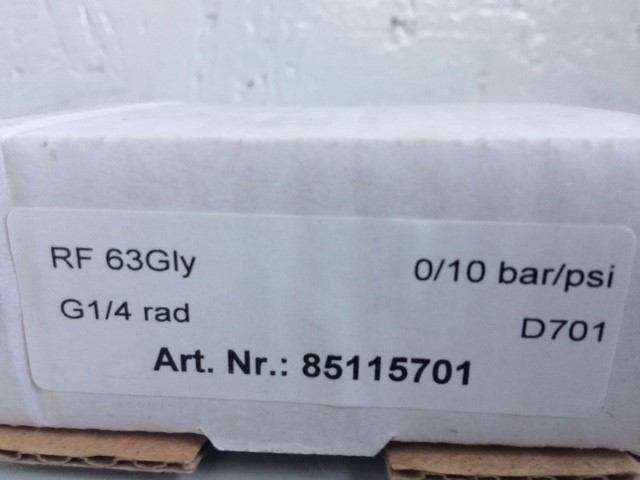 RF 63Gly 0/10 bar/psi
G1/4 rad D701
Art. Nr.: 85115701